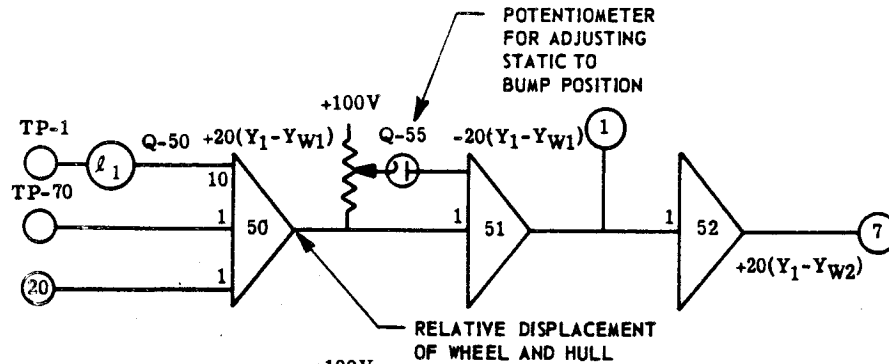 POTENTIOMETER
FOR ADJUSTING
STATIC TO
BUMP POSITION
+100V
TP-1
Q-50
+20(Y1-YW1)
Q-55
-20(Y1-YW1)
1
ℓ1
10
TP-70
1
50
1
51
1
52
7
20
1
+20(Y1-YW2)
RELATIVE DISPLACEMENT
OF WHEEL AND HULL